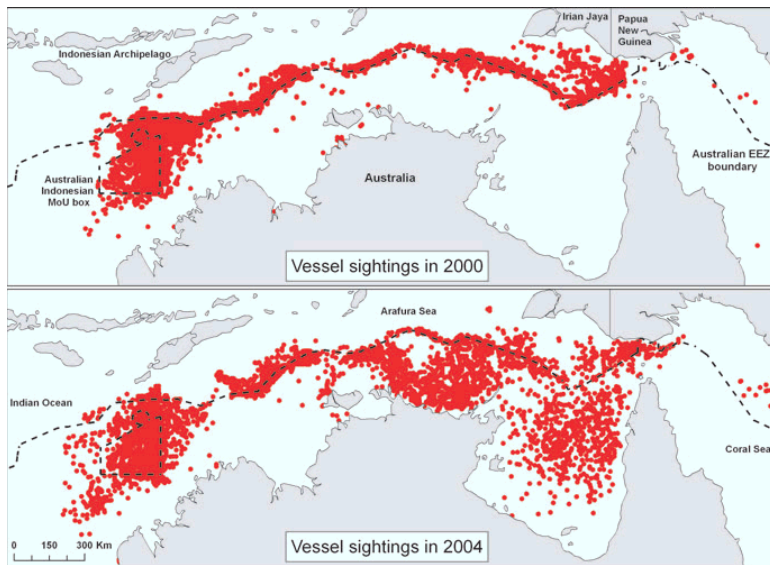 Indonesian Archipelago
Irian Jaya
Papua
New
Guinea
Australian
Indonesian
MoU box
Australia
Australian EEZ
boundary
Vessel sightings in 2000
Arafura Sea
Indian Ocean
Coral Sea
0 300 Km
Vessel sightings in 2004